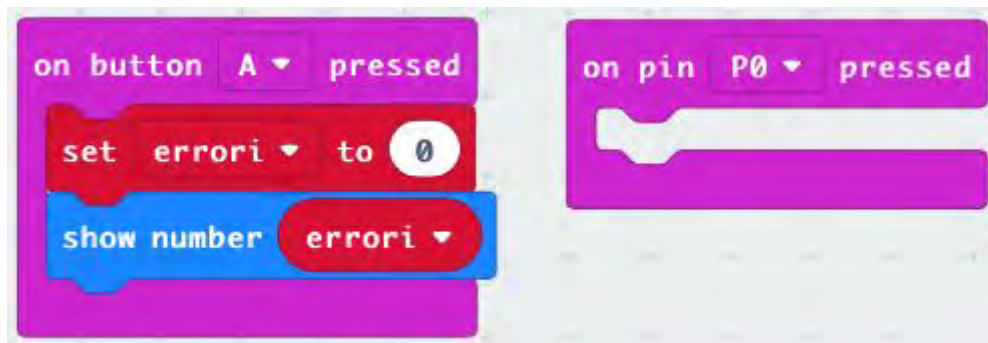 on button A pressed
set errori to 0
show number errori
on pin P0 pressed